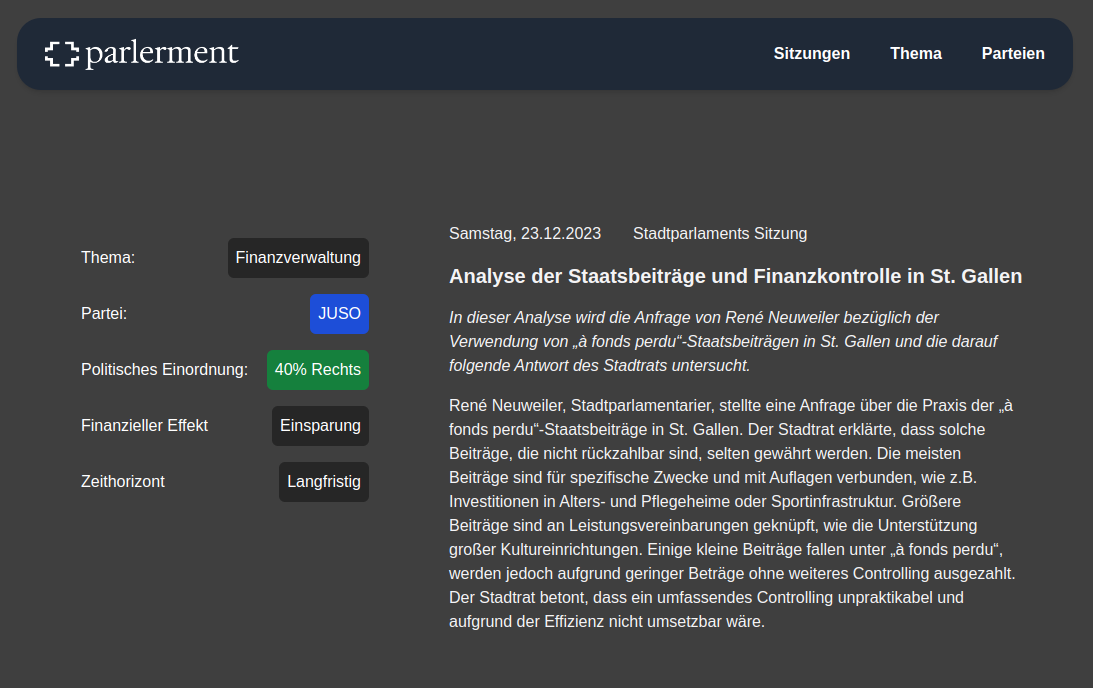 parlerment
Sitzungen Thema Parteien
Thema: Finanzverwaltung
Partei: JUSO
Politisches Einordnung: 40% Rechts
Finanzieller Effekt Einsparung
Zeithorizont Langfristig
Samstag, 23.12.2023 Stadtparlaments Sitzung
Analyse der Staatsbeiträge und Finanzkontrolle in St. Gallen
In dieser Analyse wird die Anfrage von René Neuweiler bezüglich der
Verwendung von „à fonds perdu“-Staatsbeiträgen in St. Gallen und die darauf
folgende Antwort des Stadtrats untersucht.
René Neuweiler, Stadtparlamentarier, stellte eine Anfrage über die Praxis der „à
fonds perdu“-Staatsbeiträge in St. Gallen. Der Stadtrat erklärte, dass solche
Beiträge, die nicht rückzahlbar sind, selten gewährt werden. Die meisten
Beiträge sind für spezifische Zwecke und mit Auflagen verbunden, wie z.B.
Investitionen in Alters- und Pflegeheime oder Sportinfrastruktur. Größere
Beiträge sind an Leistungsvereinbarungen geknüpft, wie die Unterstützung
großer Kultureinrichtungen. Einige kleine Beiträge fallen unter „à fonds perdu“,
werden jedoch aufgrund geringer Beträge ohne weiteres Controlling ausgezahlt.
Der Stadtrat betont, dass ein umfassendes Controlling unpraktikabel und
aufgrund der Effizienz nicht umsetzbar wäre.